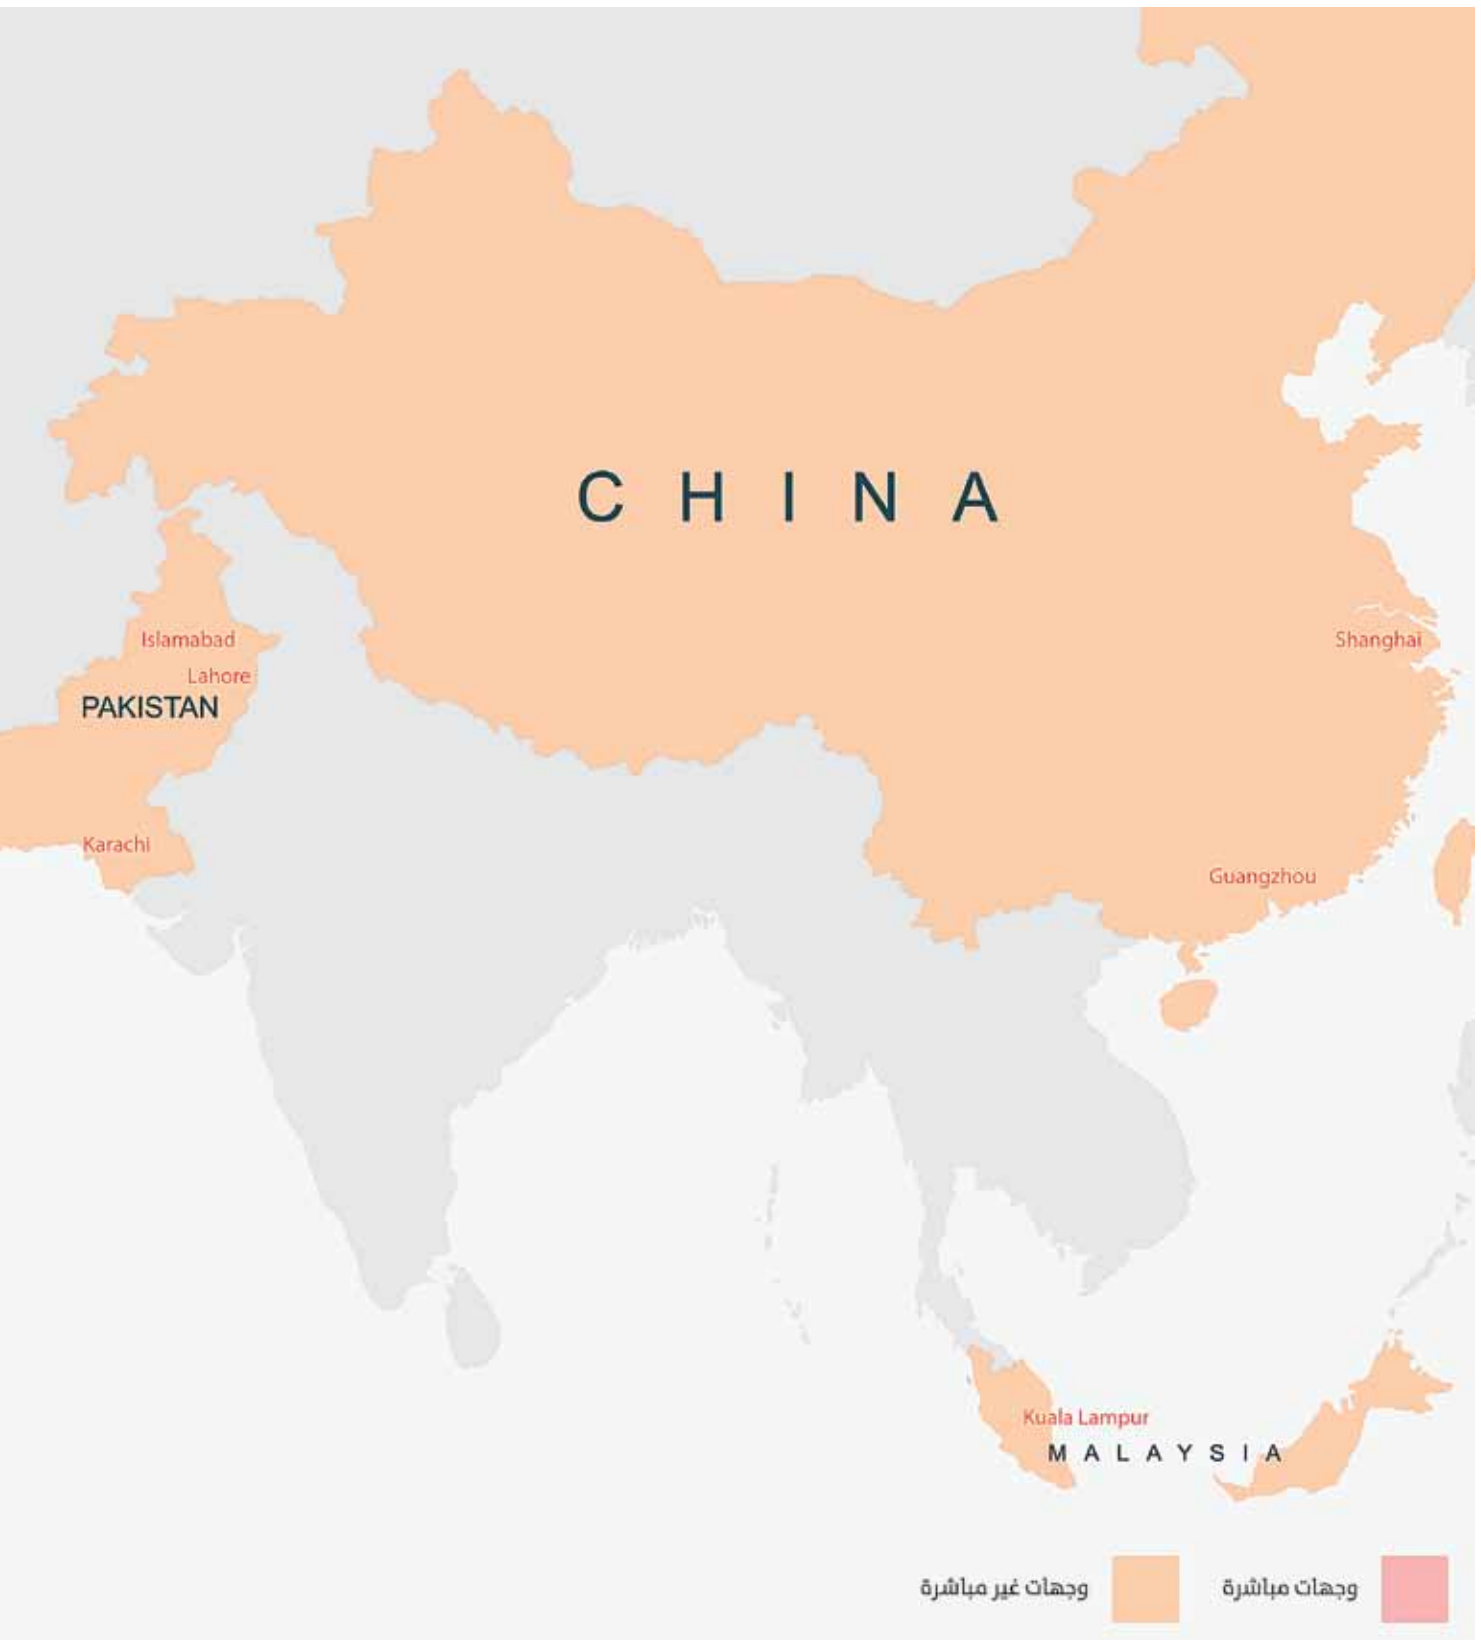 CHINA
Islamabad
Shanghai
Lahore
PAKISTAN
Karachi
Guangzhou
Kuala Lampur
MALAYSIA
وجهات مباشرة
وجهات غير مباشرة